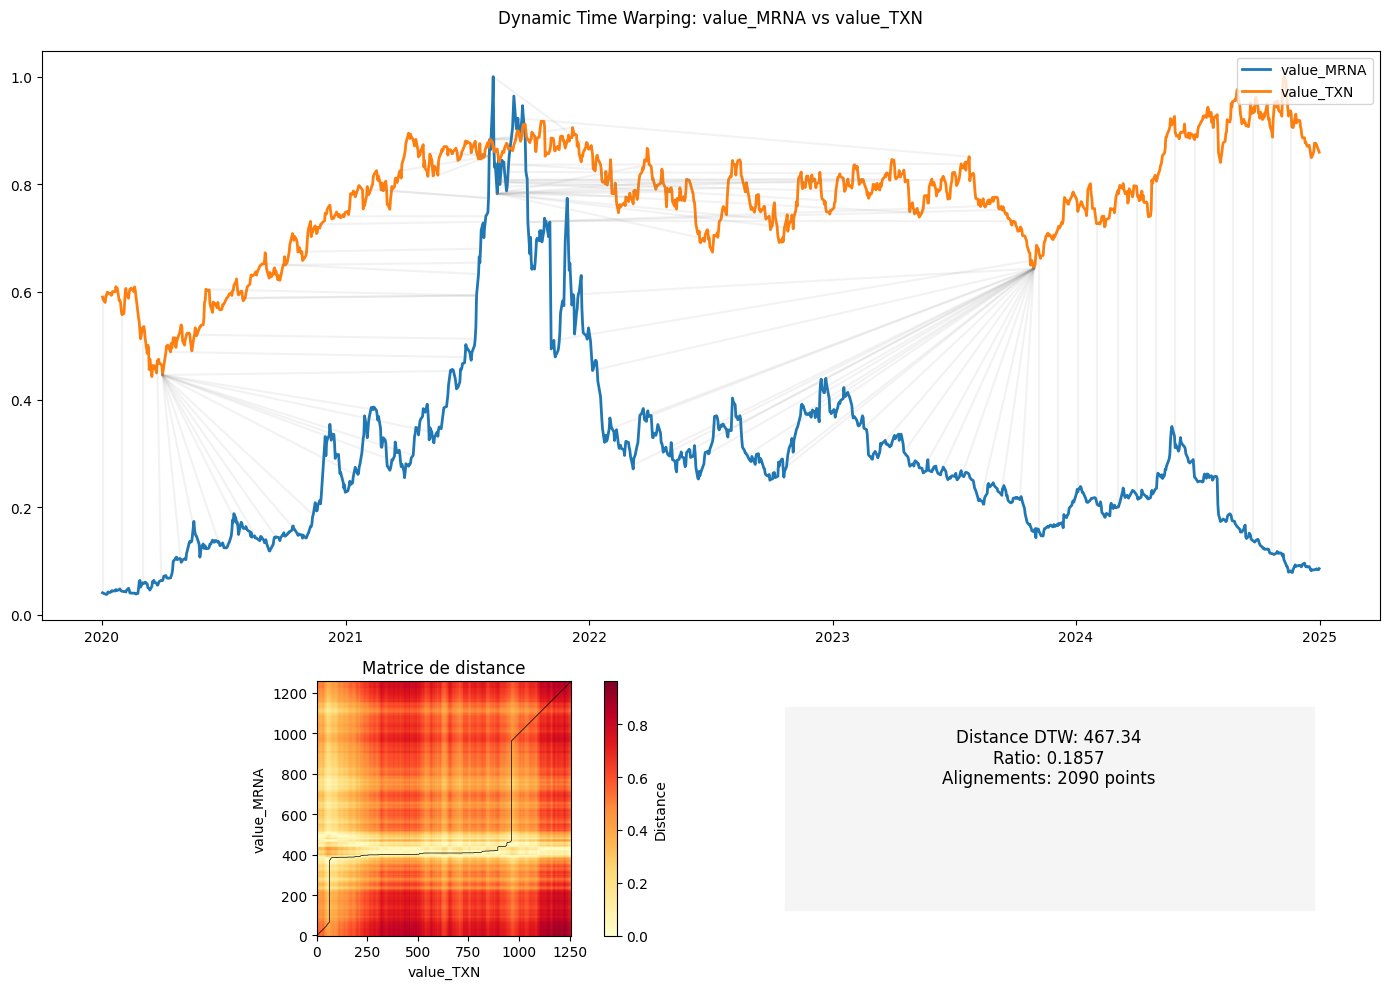 Dynamic Time Warping: value_MRNA vs value_TXN
value_MRNA
value_TXN
1.0
0.8
0.6
0.4
0.2
0.0
2020 2021 2022 2023 2024 2025
Matrice de distance
1200
1000
800
600
400
200
0
value_MRNA
0 250 500 750 1000 1250
value_TXN
0.8
0.6
0.4
0.2
0.0
Distance
Distance DTW: 467.34
Ratio: 0.1857
Alignements: 2090 points